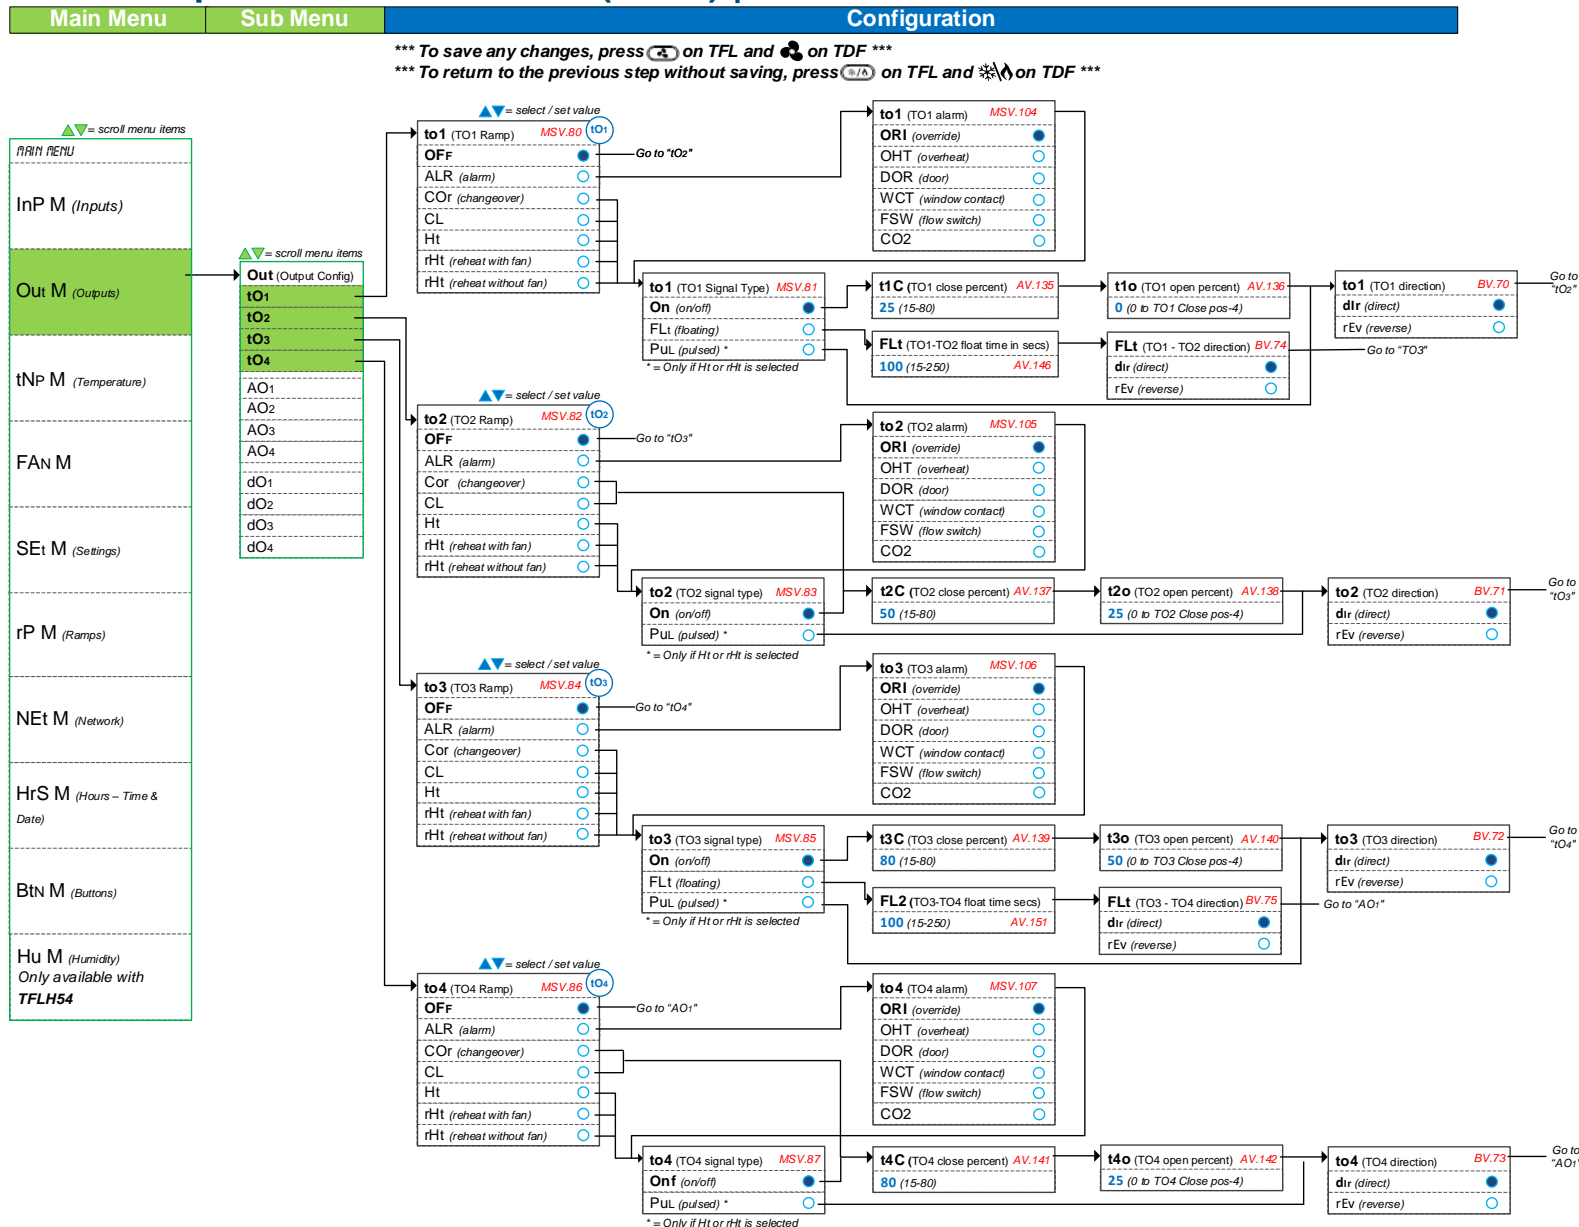 Main Menu
Sub Menu
Configuration
*** To save any changes, press on TFL and on TDF ***
*** To return to the previous step without saving, press on TFL and on TDF ***
= scroll menu items
MAIN MENU
InP M (Inputs)
Out M (Outputs)
tNP M (Temperature)
FAN M
SEt M (Settings)
rP M (Ramps)
NEt M (Network)
HrS M (Hours – Time &
Date)
BtN M (Buttons)
Hu M (Humidity)
Only available with
TFLH54
= scroll menu items
Out (Output Config)
tO1
tO2
tO3
tO4
AO1
AO2
AO3
AO4
dO1
dO2
dO3
dO4
= select / set value
to1 (TO1 Ramp) MSV.80 tO1
OFF
Go to "tO2"
ALR (alarm)
COr (changeover)
CL
Ht
rHt (reheat with fan)
rHt (reheat without fan)
to1 (TO1 alarm) MSV.104
ORI (override)
OHT (overheat)
DOR (door)
WCT (window contact)
FSW (flow switch)
CO2
to1 (TO1 Signal Type) MSV.81
On (on/off)
FLt (floating)
PuL (pulsed) *
* = Only if Ht or rHt is selected
t1C (TO1 close percent) AV.135
25 (15-80)
t1o (TO1 open percent) AV.136
0 (0 to TO1 Close pos-4)
to1 (TO1 direction) BV.70
dIr (direct)
rEv (reverse)
Go to
"tO2"
FLt (TO1-TO2 float time in secs)
100 (15-250) AV.146
FLt (TO1 - TO2 direction) BV.74
dIr (direct)
rEv (reverse)
Go to "TO3"
= select / set value
to2 (TO2 Ramp) MSV.82 tO2
OFF
Go to "tO3"
ALR (alarm)
Cor (changeover)
CL
Ht
rHt (reheat with fan)
rHt (reheat without fan)
to2 (TO2 alarm) MSV.105
ORI (override)
OHT (overheat)
DOR (door)
WCT (window contact)
FSW (flow switch)
CO2
to2 (TO2 signal type) MSV.83
On (on/off)
PuL (pulsed) *
* = Only if Ht or rHt is selected
t2C (TO2 close percent) AV.137
50 (15-80)
t2o (TO2 open percent) AV.138
25 (0 to TO2 Close pos-4)
to2 (TO2 direction) BV.71
dIr (direct)
rEv (reverse)
Go to
"tO3"
= select / set value
to3 (TO3 Ramp) MSV.84 tO3
OFF
Go to "tO4"
ALR (alarm)
Cor (changeover)
CL
Ht
rHt (reheat with fan)
rHt (reheat without fan)
to3 (TO3 alarm) MSV.106
ORI (override)
OHT (overheat)
DOR (door)
WCT (window contact)
FSW (flow switch)
CO2
to3 (TO3 signal type) MSV.85
On (on/off)
FLt (floating)
PuL (pulsed) *
* = Only if Ht or rHt is selected
t3C (TO3 close percent) AV.139
80 (15-80)
t3o (TO3 open percent) AV.140
50 (0 to TO3 Close pos-4)
to3 (TO3 direction) BV.72
dIr (direct)
rEv (reverse)
Go to
"tO4"
FL2 (TO3-TO4 float time secs)
100 (15-250) AV.151
FLt (TO3 - TO4 direction) BV.75
dIr (direct)
rEv (reverse)
Go to "AO1"
= select / set value
to4 (TO4 Ramp) MSV.86 tO4
OFF
Go to "AO1"
ALR (alarm)
COr (changeover)
CL
Ht
rHt (reheat with fan)
rHt (reheat without fan)
to4 (TO4 alarm) MSV.107
ORI (override)
OHT (overheat)
DOR (door)
WCT (window contact)
FSW (flow switch)
CO2
to4 (TO4 signal type) MSV.87
Onf (on/off)
PuL (pulsed) *
* = Only if Ht or rHt is selected
t4C (TO4 close percent) AV.141
80 (15-80)
t4o (TO4 open percent) AV.142
25 (0 to TO4 Close pos-4)
to4 (TO4 direction) BV.73
dIr (direct)
rEv (reverse)
Go to
"AO1"